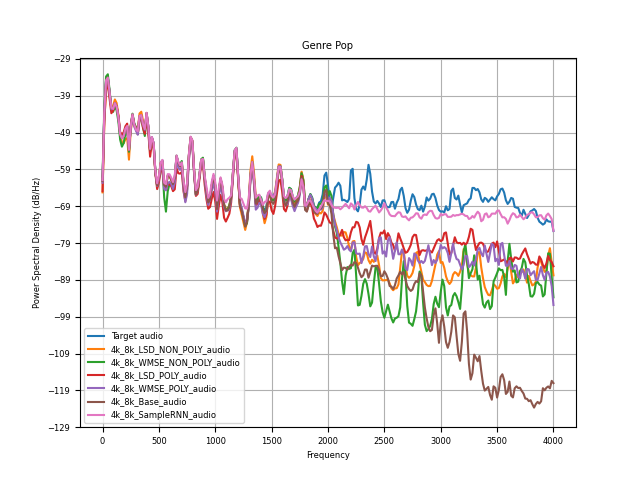 Genre Pop
Power Spectral Density (dB/Hz)
−29
−39
−49
−59
−69
−79
−89
−99
−109
−119
−129
Target audio
4k_8k_LSD_NON_POLY_audio
4k_8k_WMSE_NON_POLY_audio
4k_8k_LSD_POLY_audio
4k_8k_WMSE_POLY_audio
4k_8k_Base_audio
4k_8k_SampleRNN_audio
0 500 1000 1500 2000 2500 3000 3500 4000
Frequency